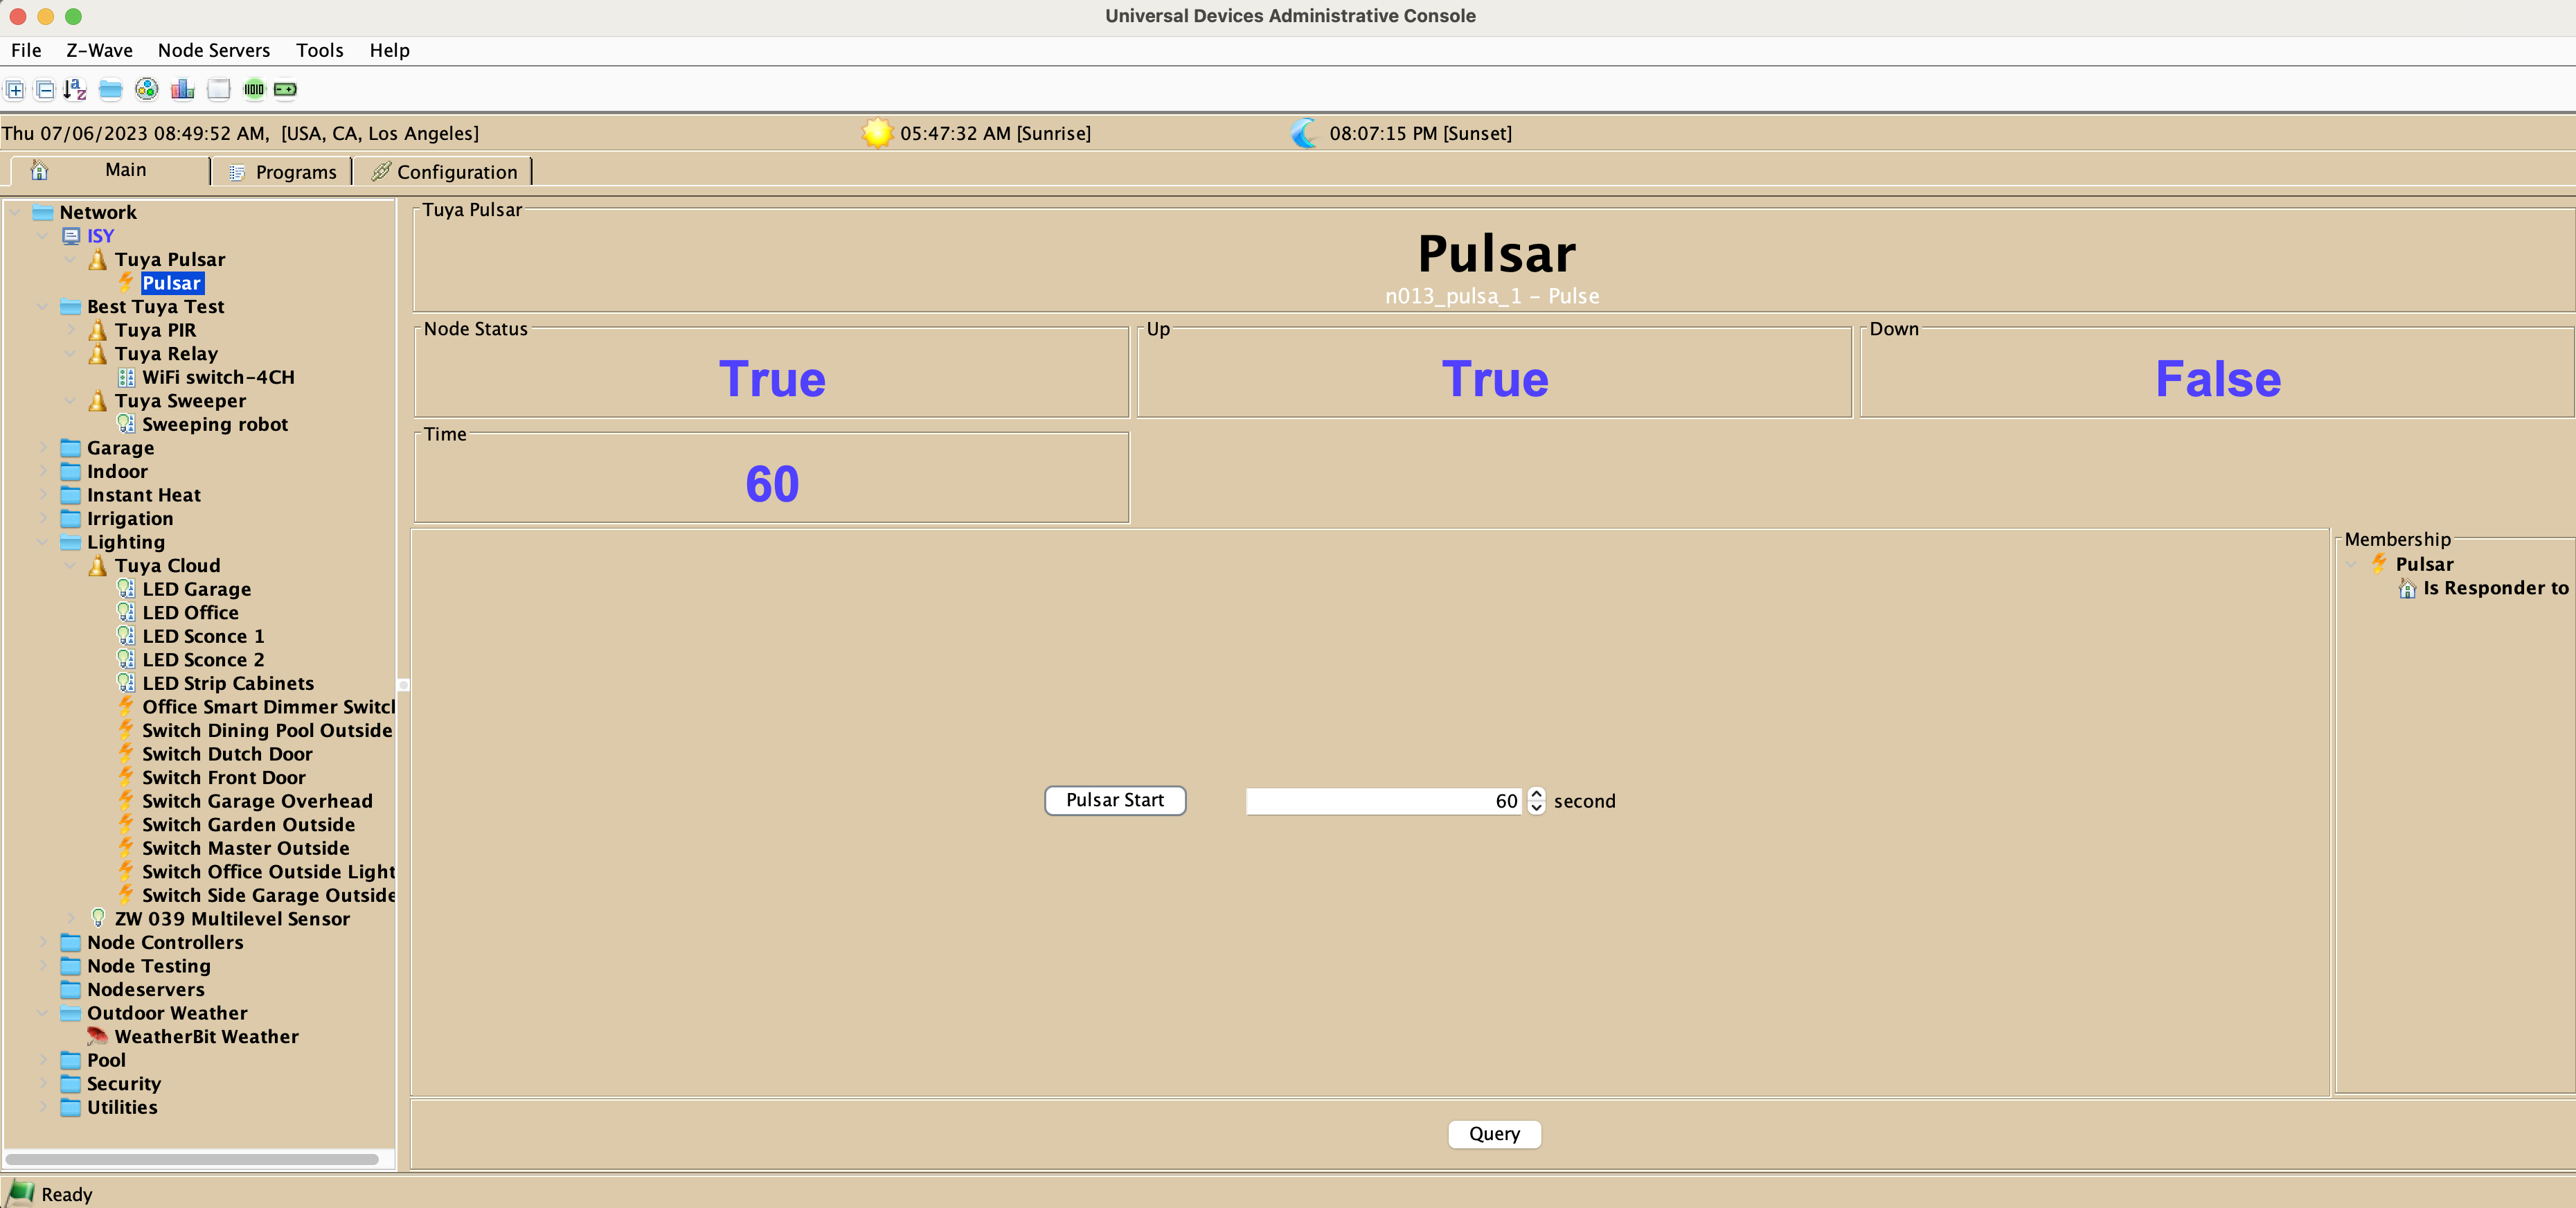 Universal Devices Administrative Console
File Z-Wave Node Servers Tools Help
Thu 07/06/2023 08:49:52 AM, [USA, CA, Los Angeles] 05:47:32 AM [Sunrise] 08:07:15 PM [Sunset]
Main Programs Configuration
Network
ISY
Tuya Pulsar
Pulsar
Best Tuya Test
Tuya PIR
Tuya Relay
WiFi switch-4CH
Tuya Sweeper
Sweeping robot
Garage
Indoor
Instant Heat
Irrigation
Lighting
Tuya Cloud
LED Garage
LED Office
LED Sconce 1
LED Sconce 2
LED Strip Cabinets
Office Smart Dimmer Switch
Switch Dining Pool Outside
Switch Dutch Door
Switch Front Door
Switch Garage Overhead
Switch Garden Outside
Switch Master Outside
Switch Office Outside Light
Switch Side Garage Outside
ZW 039 Multilevel Sensor
Node Controllers
Node Testing
Nodeservers
Outdoor Weather
WeatherBit Weather
Pool
Security
Utilities
Tuya Pulsar
Pulsar
n013_pulsa_1 - Pulse
Node Status
True
Up
True
Down
False
Time
60
Pulsar Start 60 second
Membership
Pulsar
Is Responder to
Query
Ready